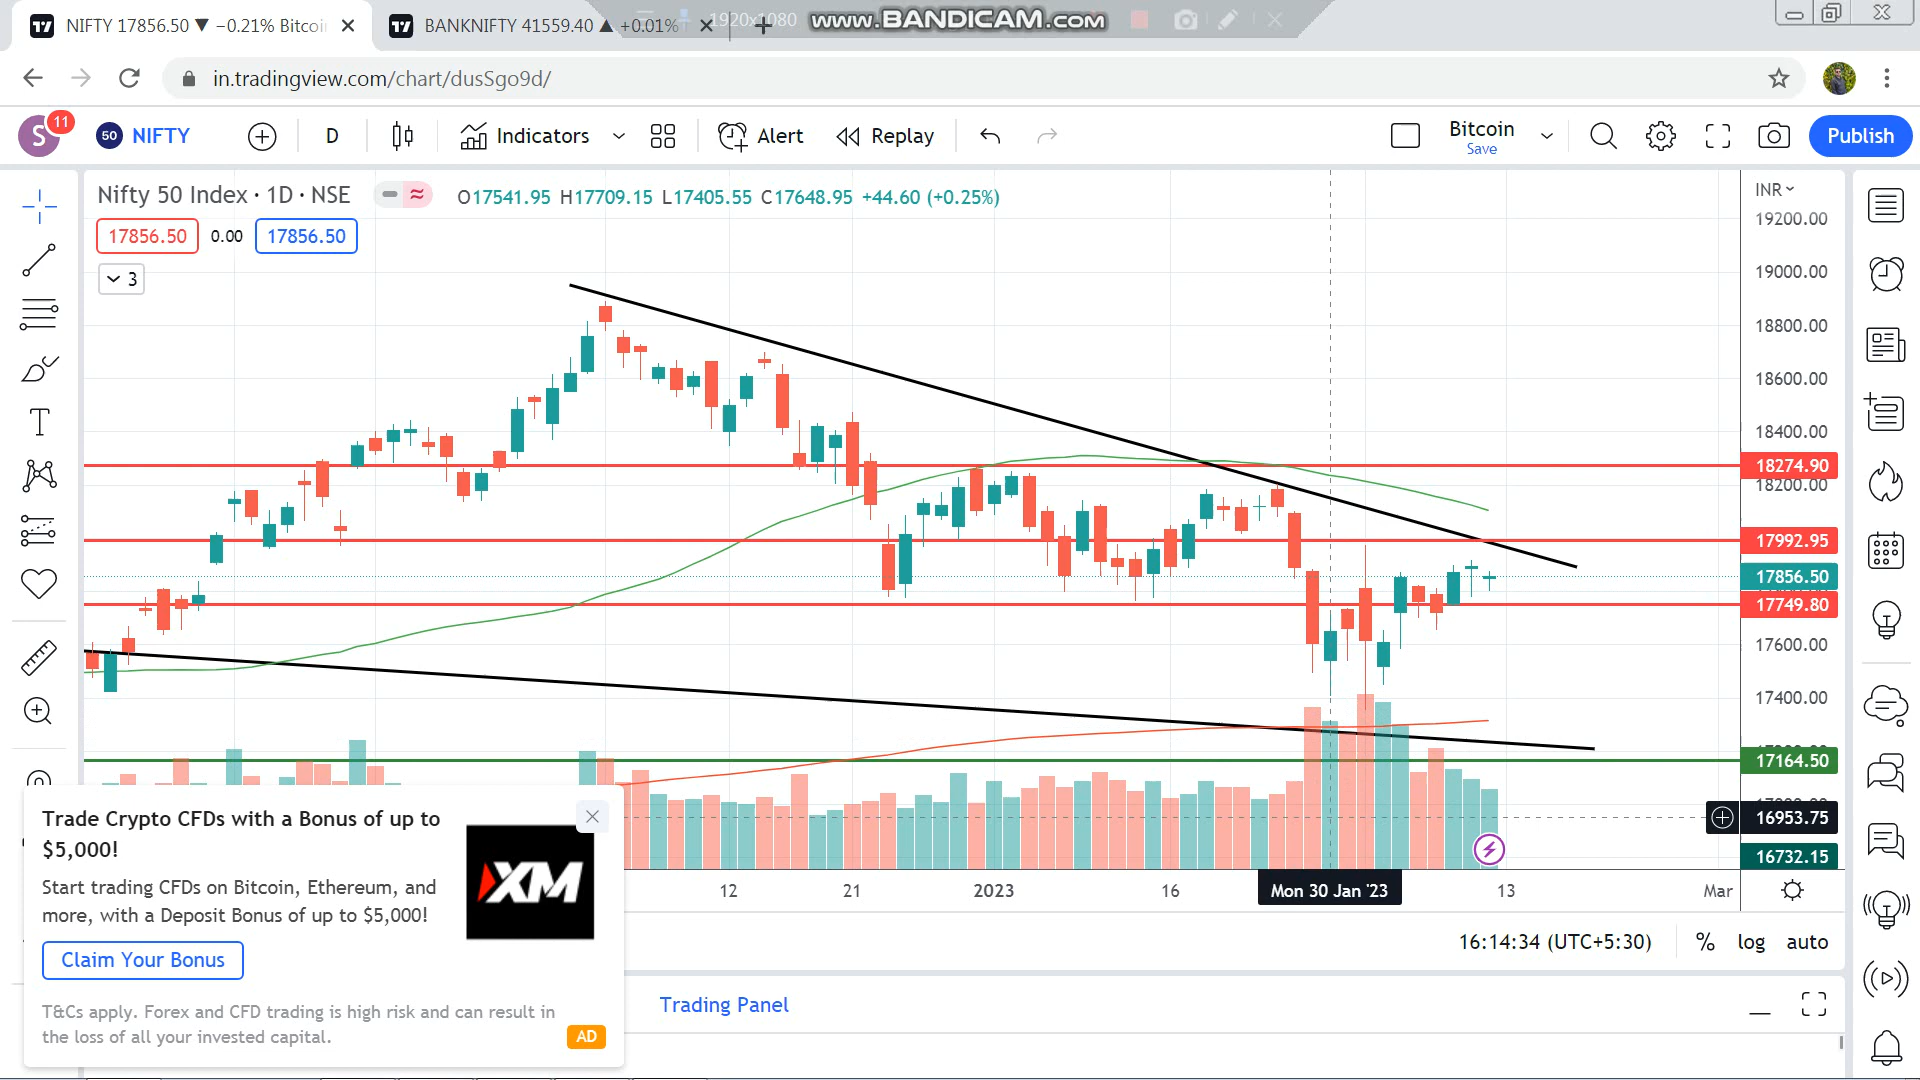 NIFTY 17856.50 ▼ −0.21% Bitcoi
BANKNIFTY 41559.40 ▲ +0.01%
1920x1080
www.BANDICAM.com
in.tradingview.com/chart/dusSgo9d/
S
11
50 NIFTY
D
Indicators
Alert
Replay
Bitcoin
Save
Publish
Nifty 50 Index · 1D · NSE
O17541.95 H17709.15 L17405.55 C17648.95 +44.60 (+0.25%)
17856.50 0.00 17856.50
3
INR
19200.00
19000.00
18800.00
18600.00
18400.00
18274.90
18200.00
17992.95
17856.50
17749.80
17600.00
17400.00
17164.50
16953.75
16732.15
12
21
2023
16
Mon 30 Jan '23
13
Mar
Trade Crypto CFDs with a Bonus of up to
$5,000!
Start trading CFDs on Bitcoin, Ethereum, and
more, with a Deposit Bonus of up to $5,000!
XM
Claim Your Bonus
T&Cs apply. Forex and CFD trading is high risk and can result in
the loss of all your invested capital.
AD
16:14:34 (UTC+5:30)
%
log
auto
Trading Panel